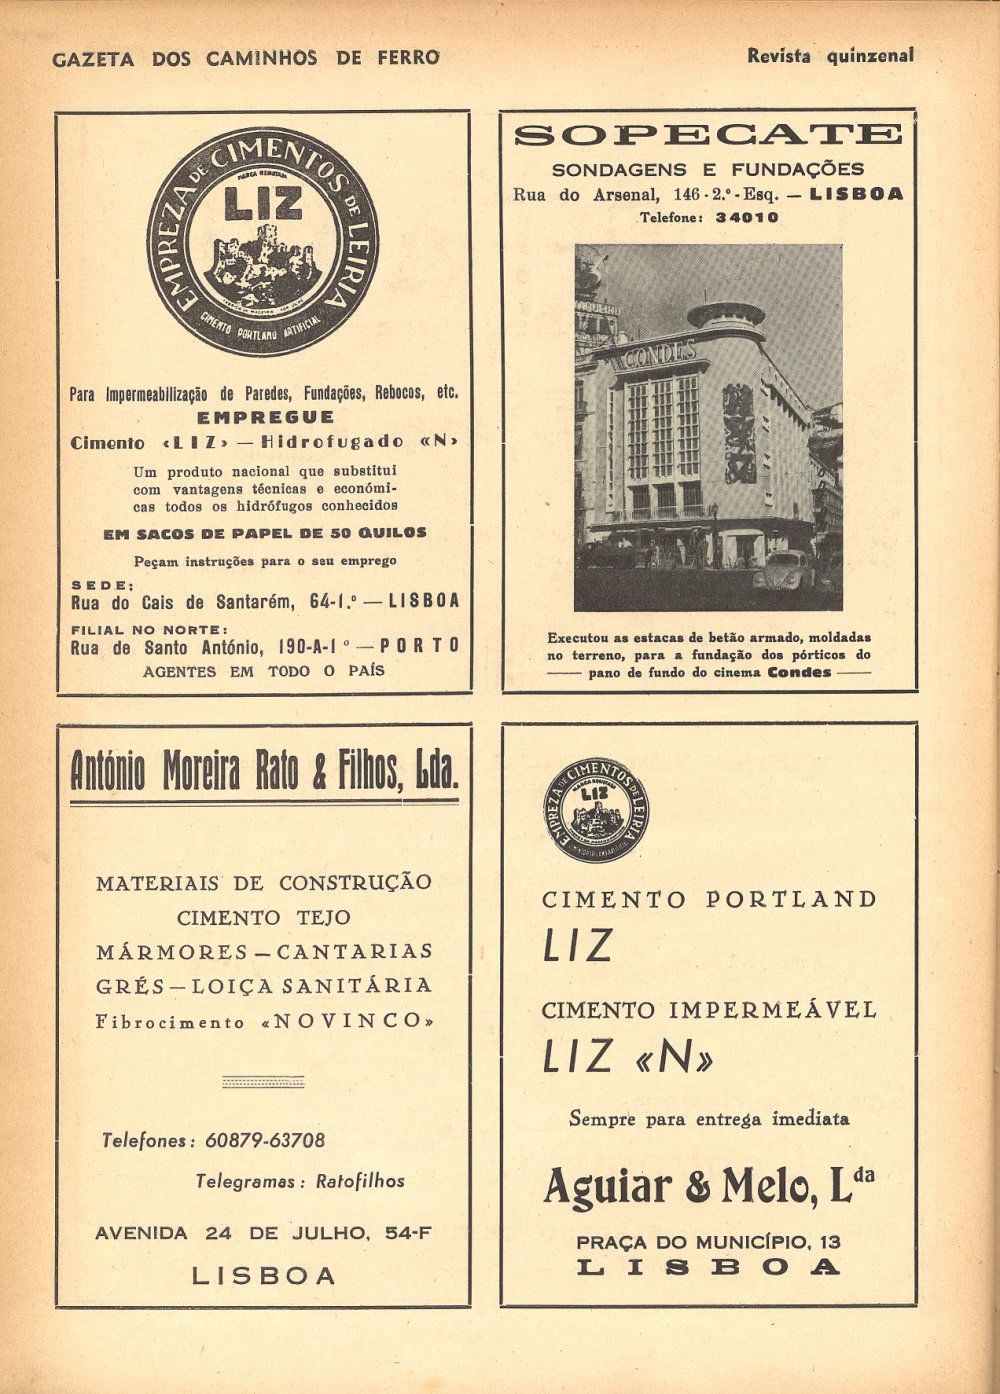 GAZETA DOS CAMINHOS DE FERRO
Revista quinzenal
EMPREZA DE CIMENTOS DE LEIRIA
MARCA REGISTADA
LIZ
CIMENTO PORTLAND ARTIFICIAL
Para Impermeabilização de Paredes, Fundações, Rebocos, etc.
EMPREGUE
Cimento «LIZ» — Hidrofugado «N»
Um produto nacional que substitui
com vantagens técnicas e económi-
cas todos os hidrófugos conhecidos
EM SACOS DE PAPEL DE 50 QUILOS
Peçam instruções para o seu emprego
SEDE:
Rua do Cais de Santarém, 64-1.º — LISBOA
FILIAL NO NORTE:
Rua de Santo António, 190-A-1º — PORTO
AGENTES EM TODO O PAÍS
SOPECATE
SONDAGENS E FUNDAÇÕES
Rua do Arsenal, 146-2.º-Esq. — LISBOA
Telefone: 34010
CONDES
Executou as estacas de betão armado, moldadas
no terreno, para a fundação dos pórticos do
pano de fundo do cinema Condes
António Moreira Rato & Filhos, Lda.
MATERIAIS DE CONSTRUÇÃO
CIMENTO TEJO
MÁRMORES — CANTARIAS
GRÉS — LOIÇA SANITÁRIA
Fibrocimento «NOVINCO»
Telefones: 60879-63708
Telegramas: Ratofilhos
AVENIDA 24 DE JULHO, 54-F
LISBOA
EMPREZA DE CIMENTOS DE LEIRIA
MARCA REGISTADA
LIZ
CIMENTO PORTLAND
LIZ
CIMENTO IMPERMEÁVEL
LIZ «N»
Sempre para entrega imediata
Aguiar & Melo, Lda
PRAÇA DO MUNICÍPIO, 13
LISBOA